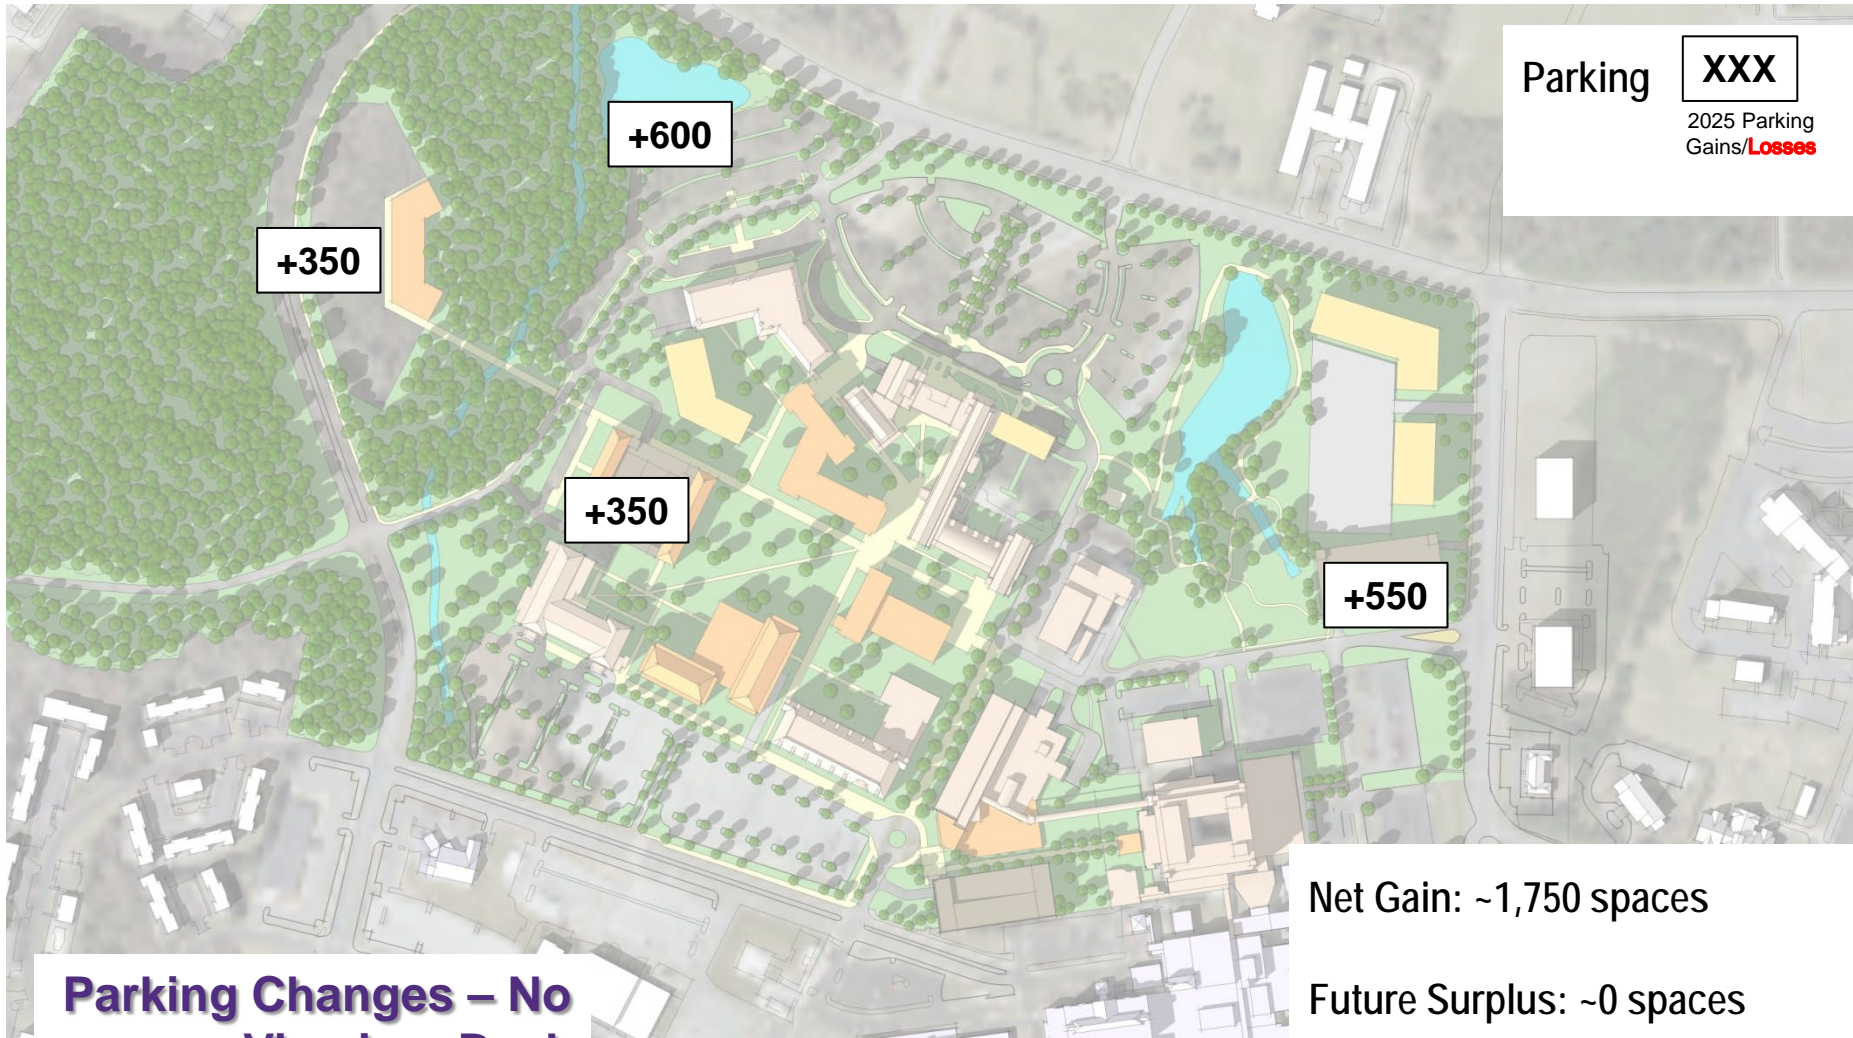 Parking
XXX
2025 Parking
Gains/Losses
+600
+350
+350
+550
Net Gain: ~1,750 spaces
Future Surplus: ~0 spaces
Parking Changes – No